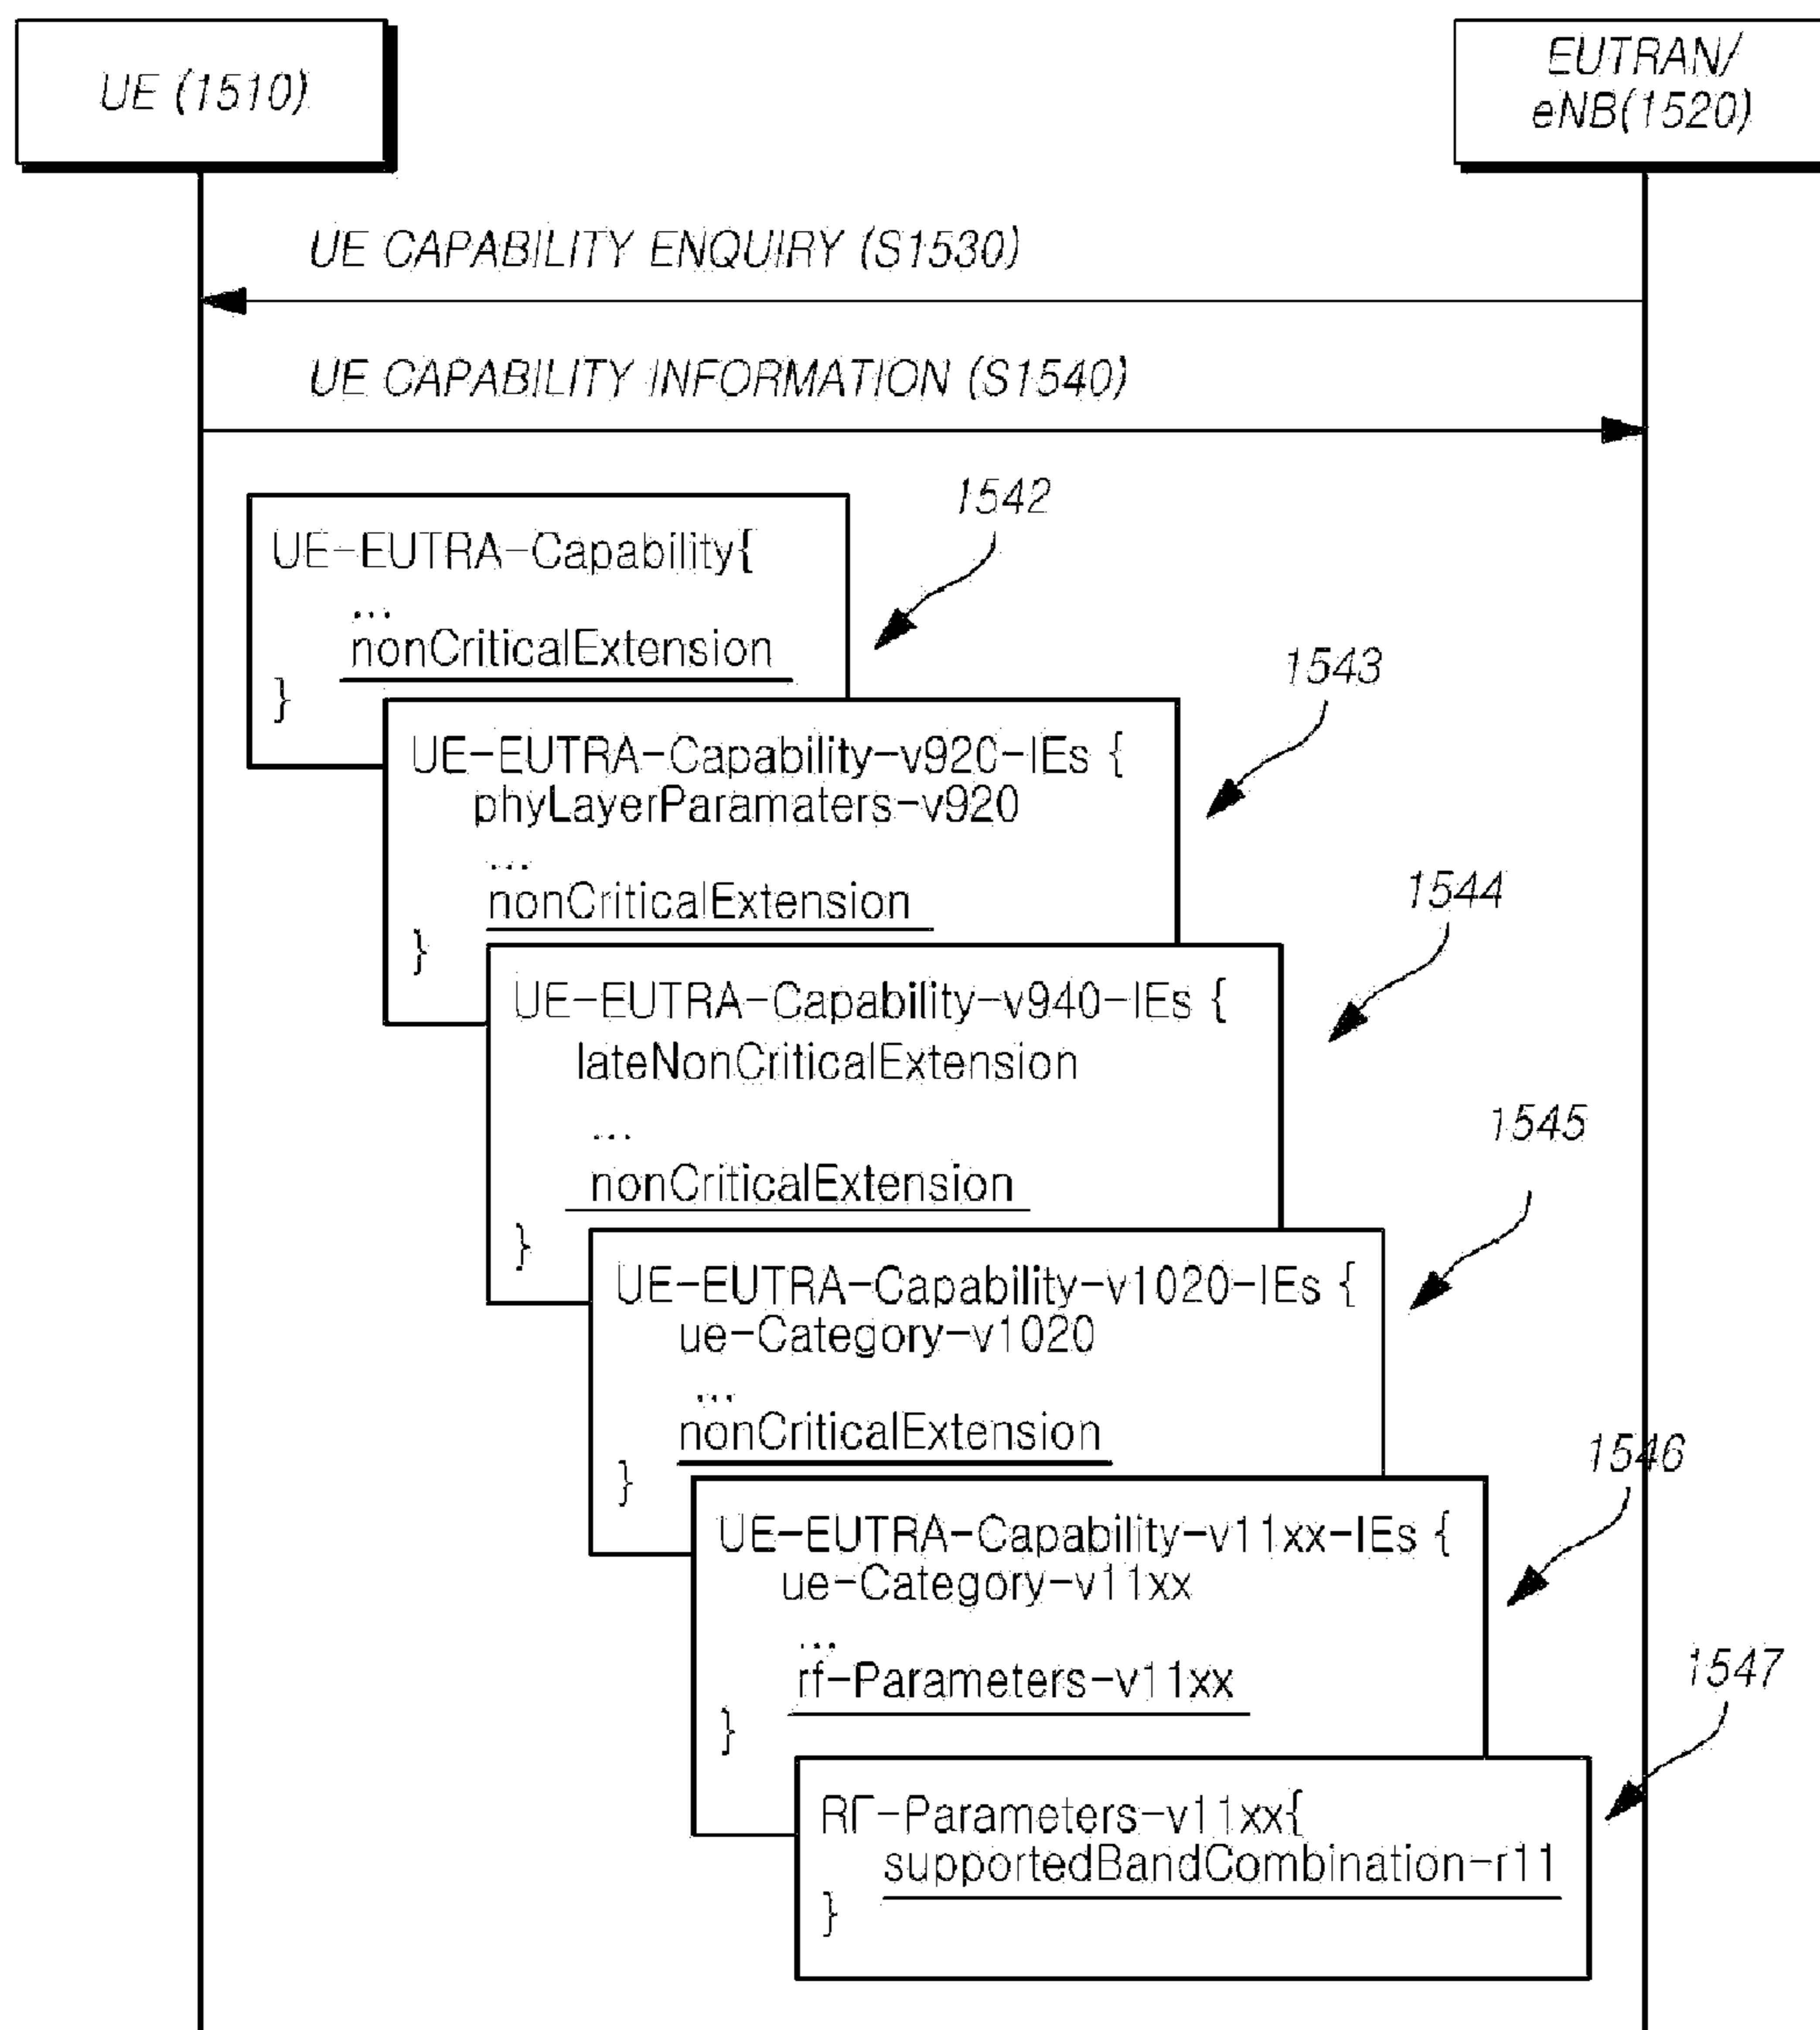 UE (1510)
EUTRAN/
eNB(1520)
UE CAPABILITY ENQUIRY (S1530)
UE CAPABILITY INFORMATION (S1540)
1542
UE-EUTRA-Capability{
...
nonCriticalExtension
}
1543
UE-EUTRA-Capability-v920-IEs {
phyLayerParamaters-v920
...
nonCriticalExtension
}
1544
UE-EUTRA-Capability-v940-IEs {
lateNonCriticalExtension
...
nonCriticalExtension
}
1545
UE-EUTRA-Capability-v1020-IEs {
ue-Category-v1020
...
nonCriticalExtension
}
1546
UE-EUTRA-Capability-v11xx-IEs {
ue-Category-v11xx
...
rf-Parameters-v11xx
}
1547
RF-Parameters-v11xx{
supportedBandCombination-r11
}